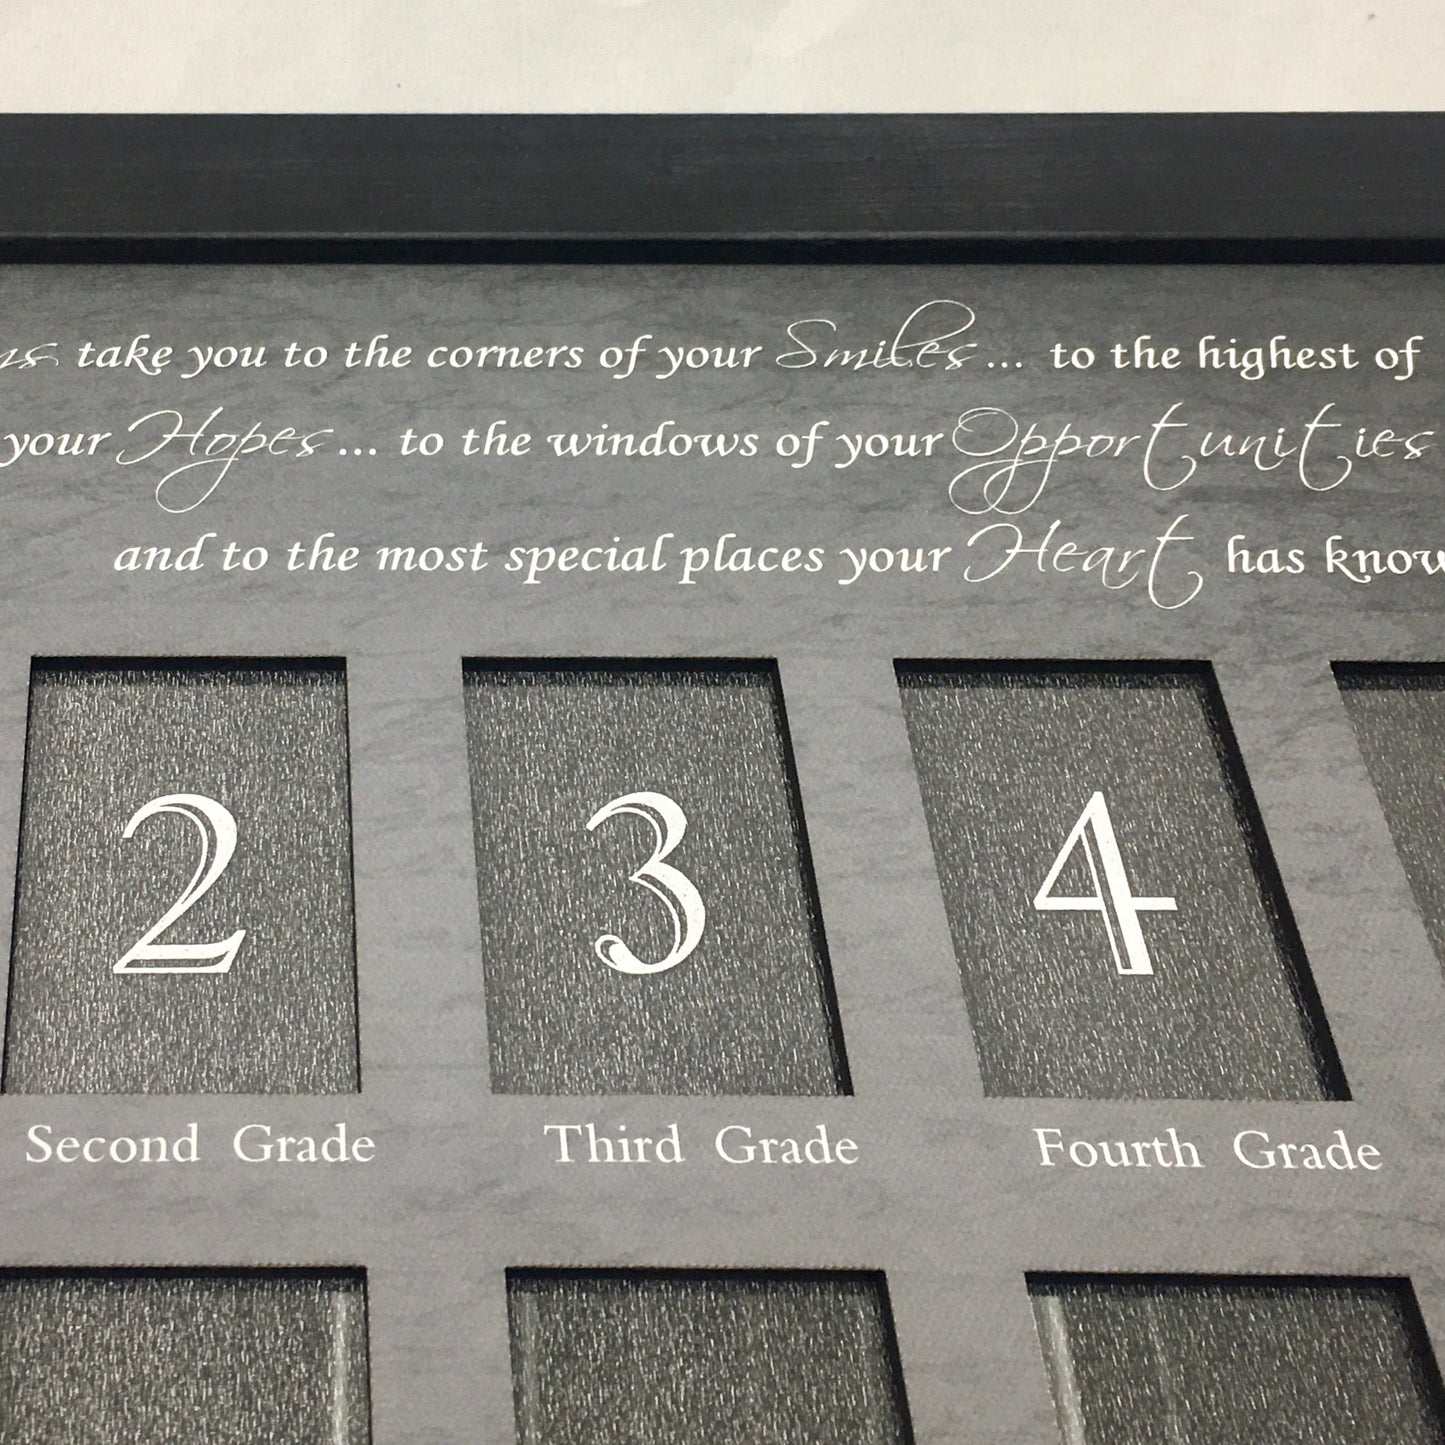 take you to the corners of your Smiles... to the highest of
your Hopes... to the windows of your Opportunities
and to the most special places your Heart has
2 3 4
Second Grade Third Grade Fourth Grade